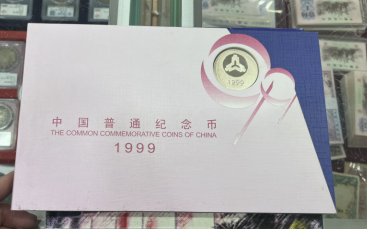 1999
中国普通纪念币
THE COMMON COMMEMORATIVE COINS OF CHINA
1999